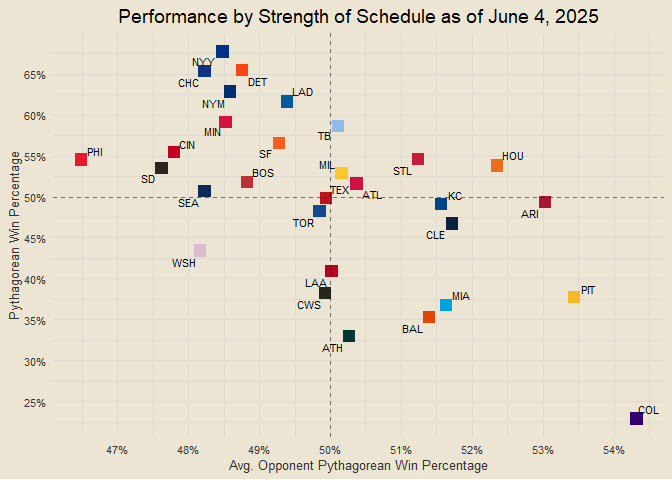 Performance by Strength of Schedule as of June 4, 2025
Pythagorean Win Percentage
65%
60%
55%
50%
45%
40%
35%
30%
25%
NYY
CHC
DET
NYM
LAD
MIN
TB
SF
CIN
PHI
SD
BOS
MIL
STL
HOU
SEA
TEX
ATL
KC
ARI
TOR
CLE
WSH
LAA
CWS
MIA
PIT
BAL
ATH
COL
47%
48%
49%
50%
51%
52%
53%
54%
Avg. Opponent Pythagorean Win Percentage